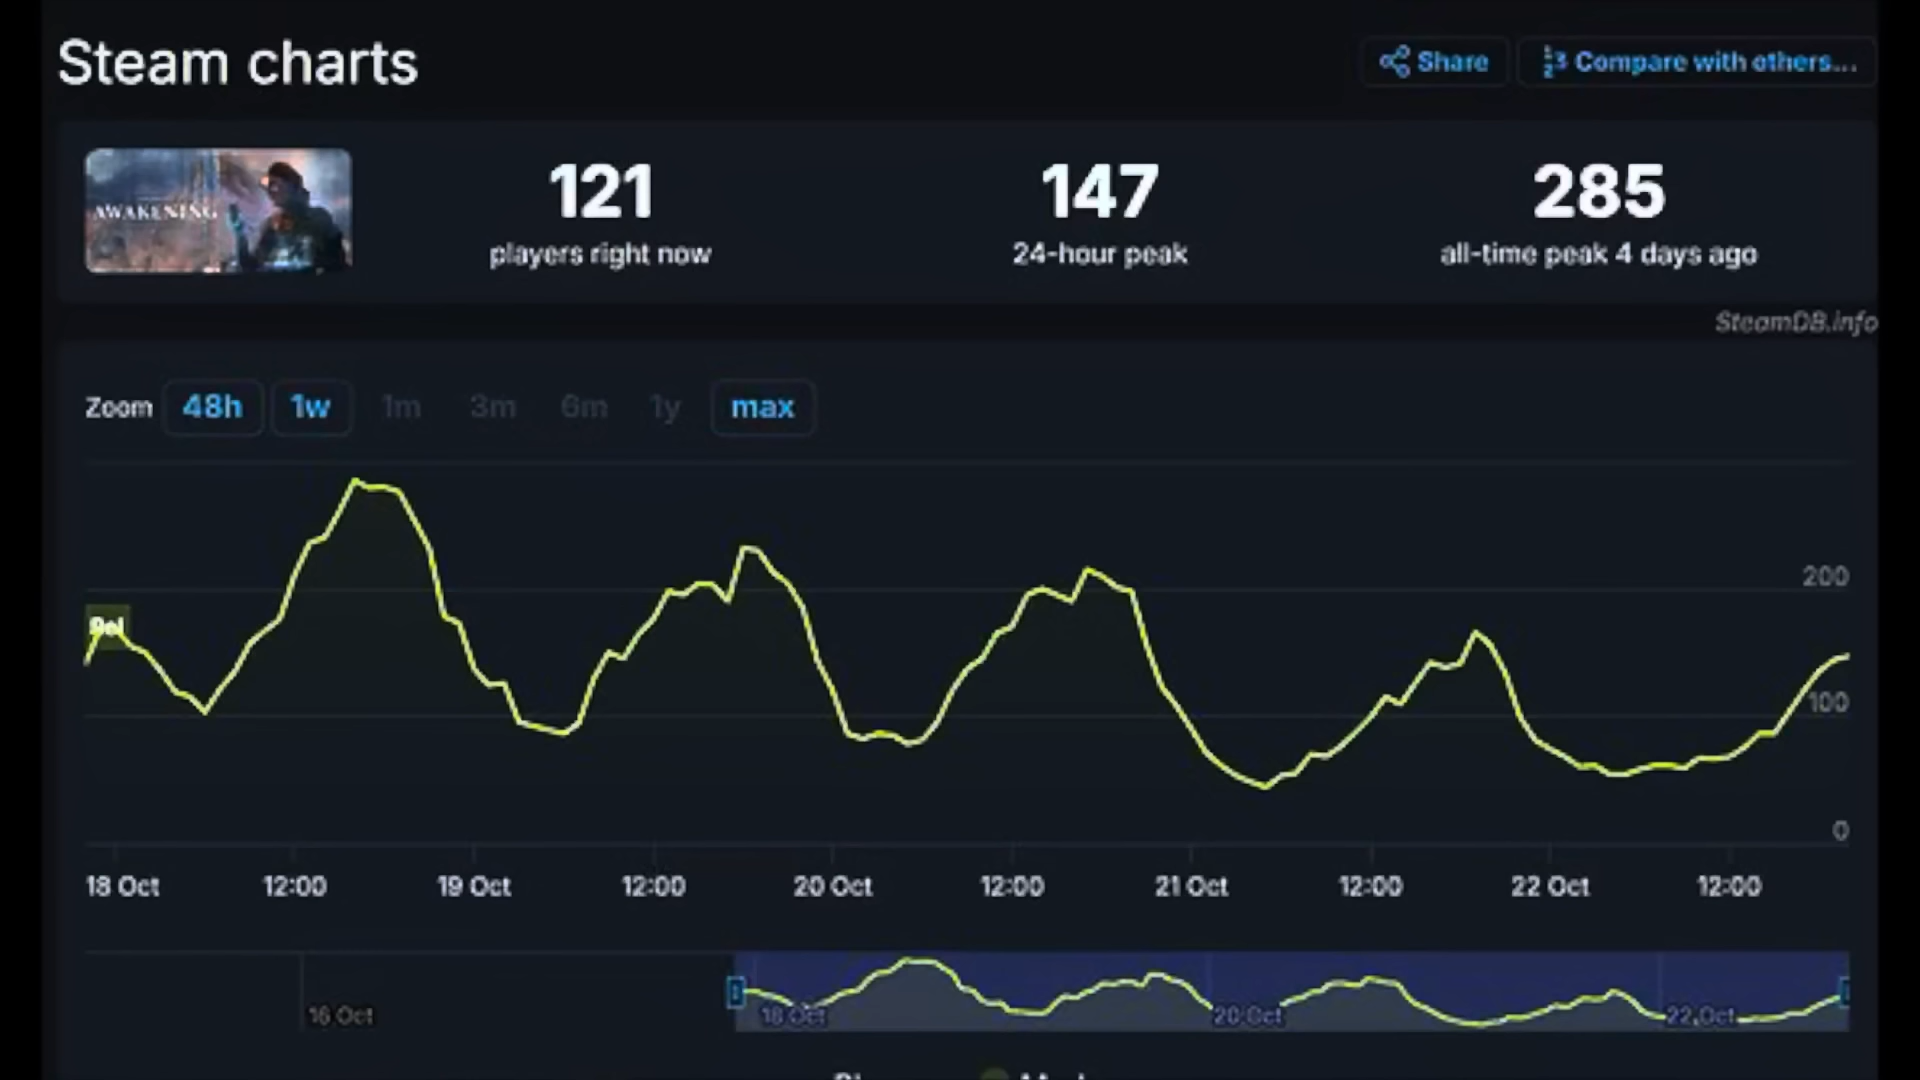 Steam charts
Share
Compare with others...
AWAKENING
121
players right now
147
24-hour peak
285
all-time peak 4 days ago
SteamDB.info
Zoom 48h 1w 1m 3m 6m 1y max
Rel
200
100
0
18 Oct 12:00 19 Oct 12:00 20 Oct 12:00 21 Oct 12:00 22 Oct 12:00
16 Oct 18 Oct 20 Oct 22 Oct